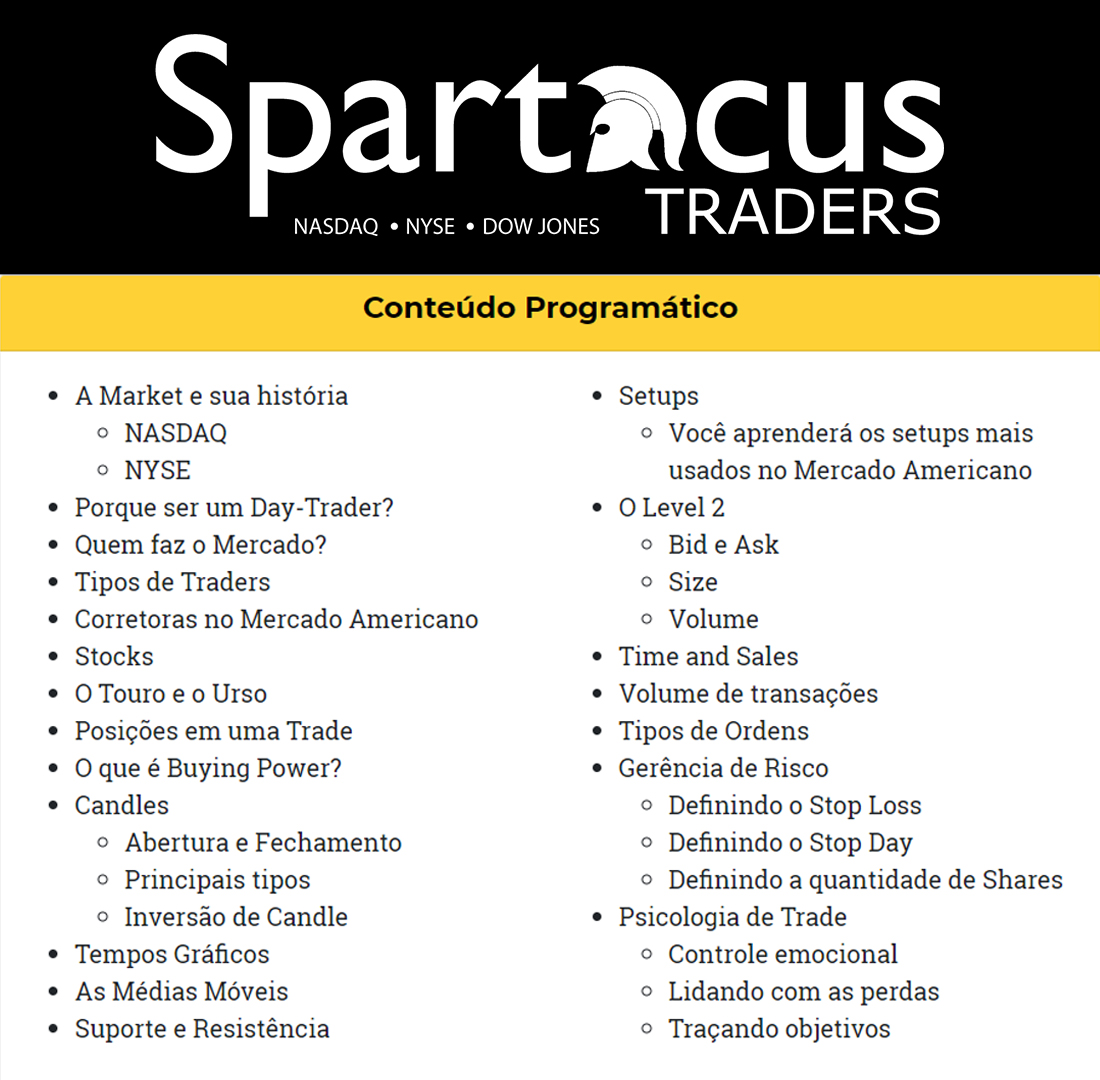 Spartacus
TRADERS
NASDAQ • NYSE • DOW JONES
Conteúdo Programático
• A Market e sua história
○ NASDAQ
○ NYSE
• Porque ser um Day-Trader?
• Quem faz o Mercado?
• Tipos de Traders
• Corretoras no Mercado Americano
• Stocks
• O Touro e o Urso
• Posições em uma Trade
• O que é Buying Power?
• Candles
○ Abertura e Fechamento
○ Principais tipos
○ Inversão de Candle
• Tempos Gráficos
• As Médias Móveis
• Suporte e Resistência
• Setups
○ Você aprenderá os setups mais
usados no Mercado Americano
• O Level 2
○ Bid e Ask
○ Size
○ Volume
• Time and Sales
• Volume de transações
• Tipos de Ordens
• Gerência de Risco
○ Definindo o Stop Loss
○ Definindo o Stop Day
○ Definindo a quantidade de Shares
• Psicologia de Trade
○ Controle emocional
○ Lidando com as perdas
○ Traçando objetivos